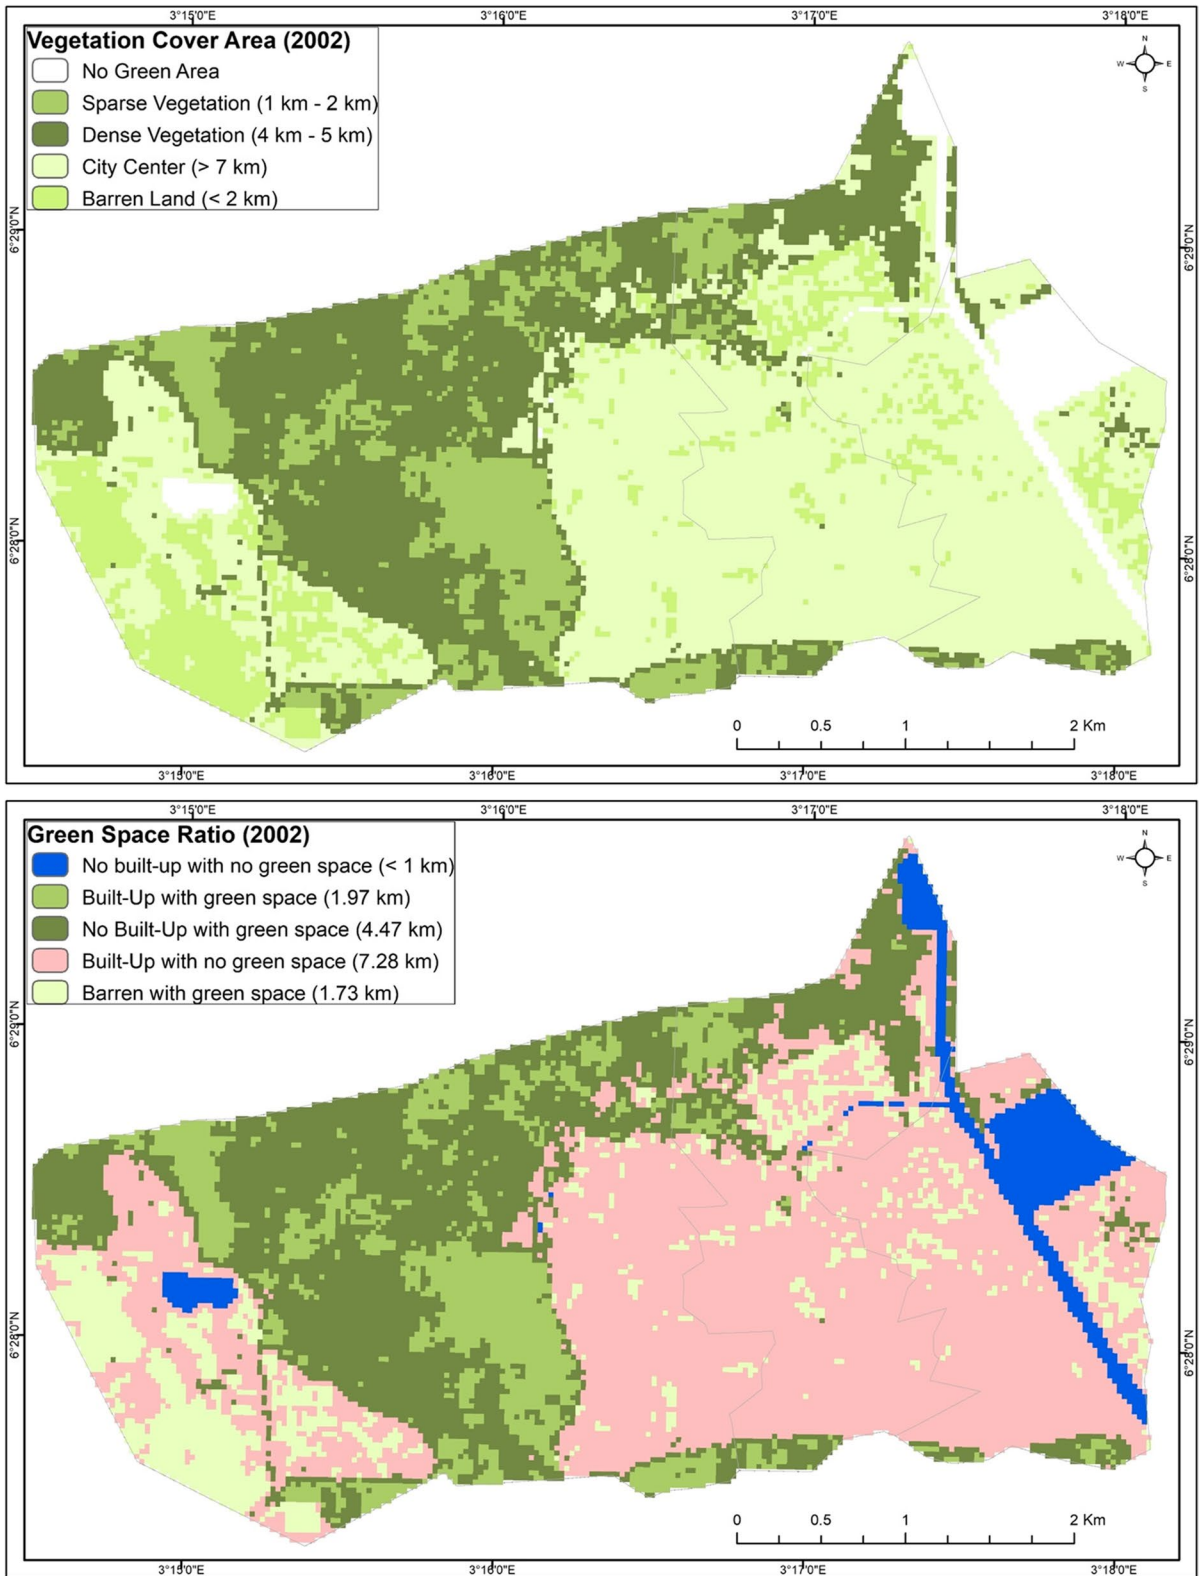 3°15'0"E 3°16'0"E 3°17'0"E 3°18'0"E
Vegetation Cover Area (2002)
No Green Area
Sparse Vegetation (1 km - 2 km)
Dense Vegetation (4 km - 5 km)
City Center (> 7 km)
Barren Land (< 2 km)
N
W E
S
6°29'0"N 6°29'0"N
6°28'0"N 6°28'0"N
0 0.5 1 2 Km
3°15'0"E 3°16'0"E 3°17'0"E 3°18'0"E
3°15'0"E 3°16'0"E 3°17'0"E 3°18'0"E
Green Space Ratio (2002)
No built-up with no green space (< 1 km)
Built-Up with green space (1.97 km)
No Built-Up with green space (4.47 km)
Built-Up with no green space (7.28 km)
Barren with green space (1.73 km)
N
W E
S
6°29'0"N 6°29'0"N
6°28'0"N 6°28'0"N
0 0.5 1 2 Km
3°15'0"E 3°16'0"E 3°17'0"E 3°18'0"E